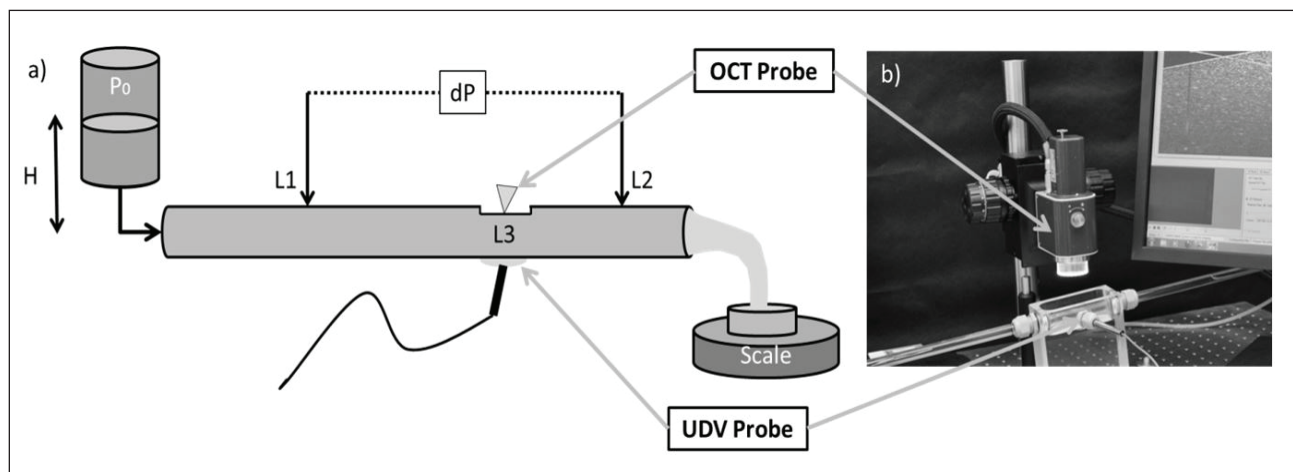 a)
P₀
H
L1
dP
L2
L3
OCT Probe
b)
Scale
UDV Probe